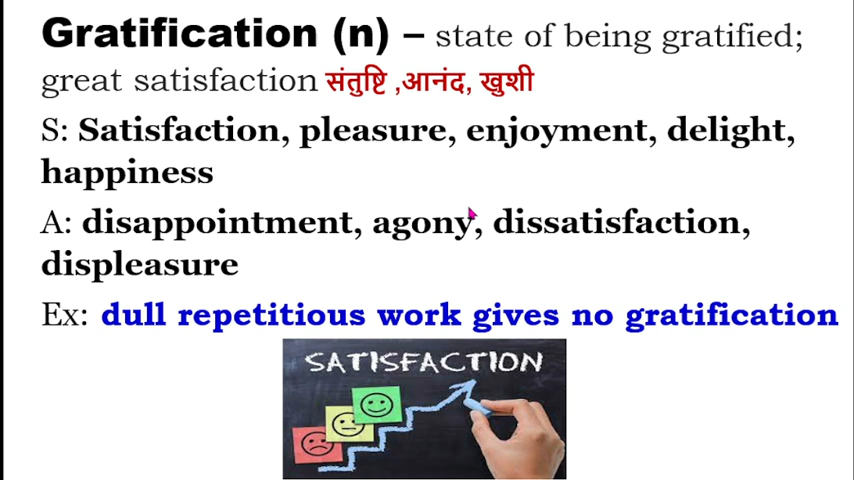 Gratification (n) – state of being gratified;
great satisfaction संतुष्टि ,आनंद, खुशी
S: Satisfaction, pleasure, enjoyment, delight,
happiness
A: disappointment, agony, dissatisfaction,
displeasure
Ex: dull repetitious work gives no gratification
SATISFACTION